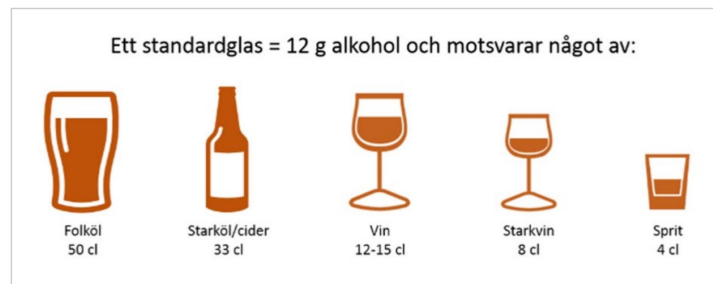 Ett standardglas = 12 g alkohol och motsvarar något av:
Folköl
50 cl
Starköl/cider
33 cl
Vin
12-15 cl
Starkvin
8 cl
Sprit
4 cl